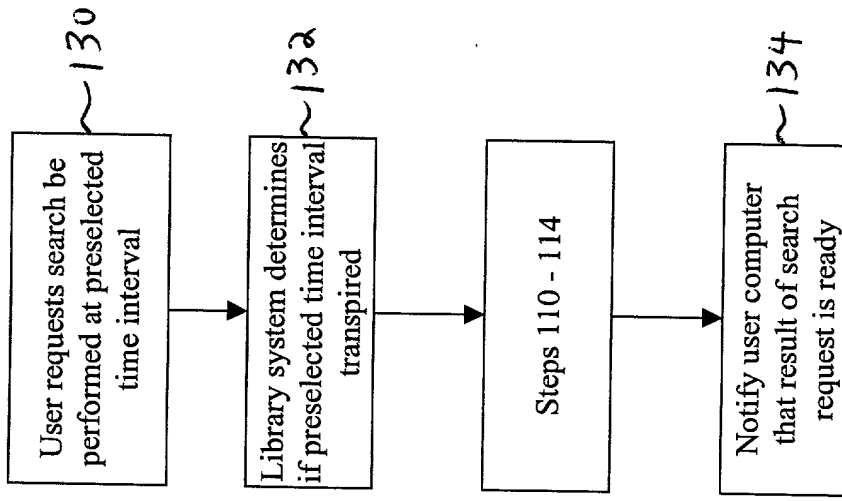 User requests search be
performed at preselected
time interval
~130
Library system determines
if preselected time interval
transpired
~132
Steps 110 - 114
Notify user computer
that result of search
request is ready
~134